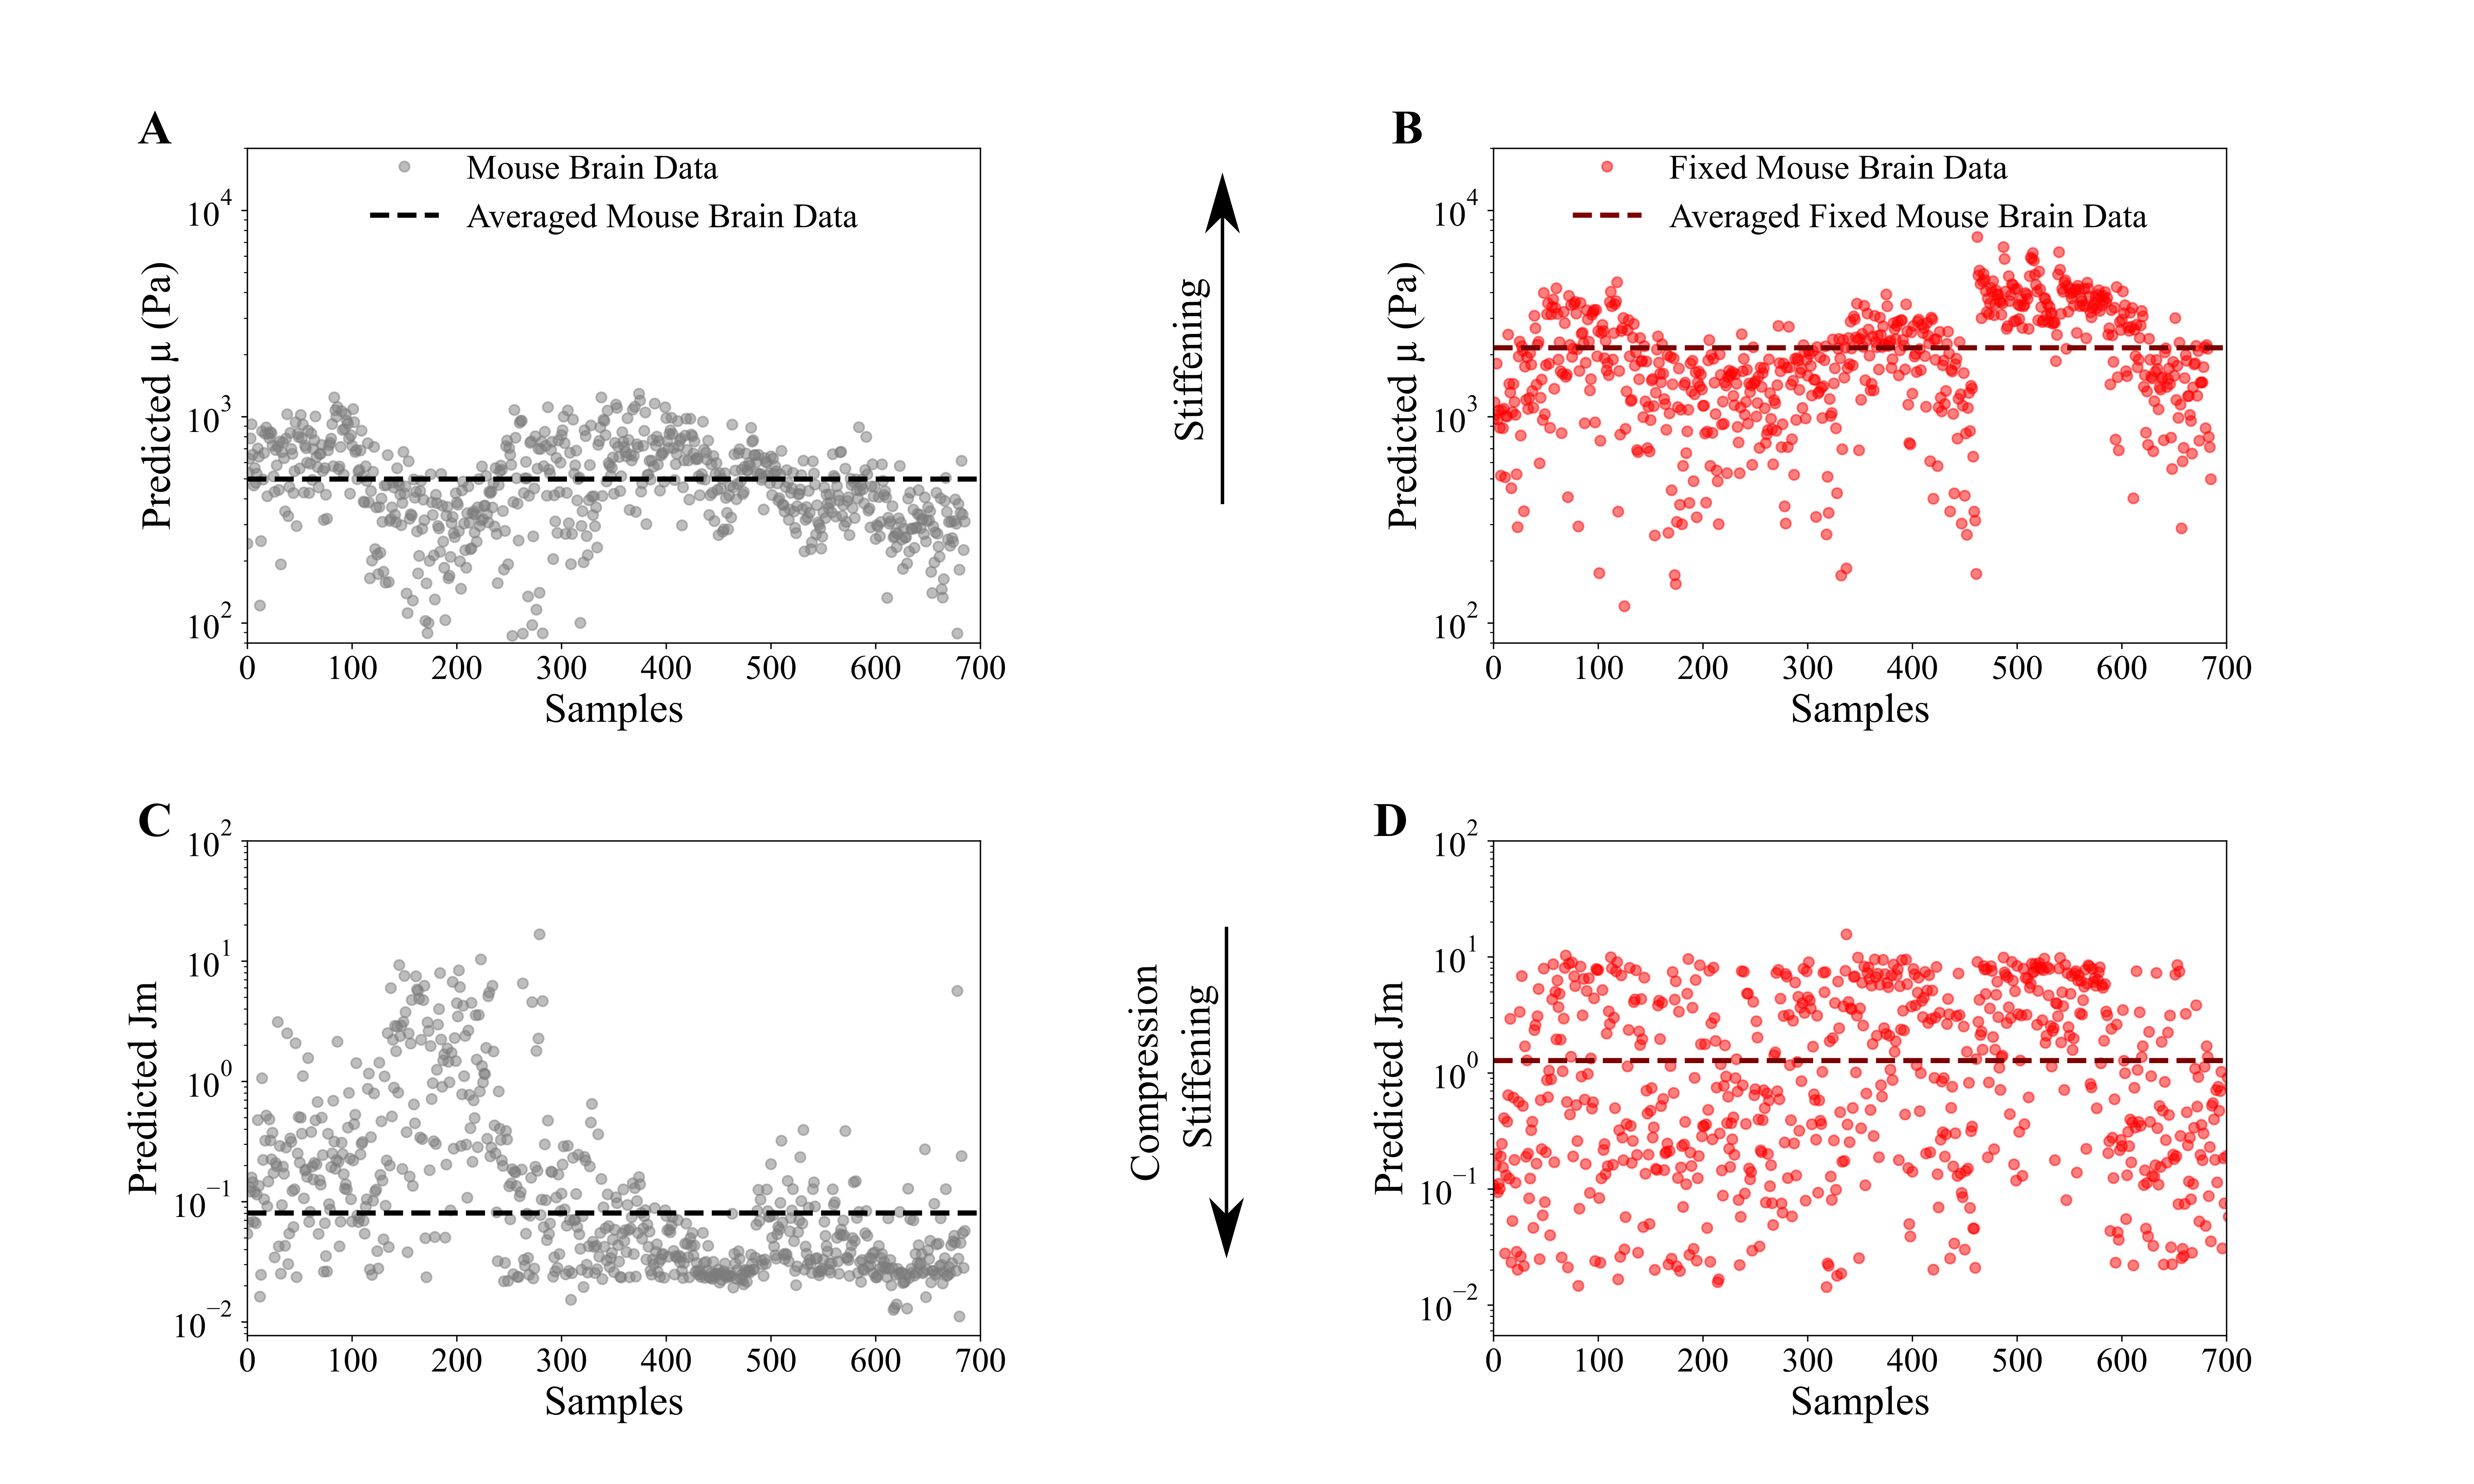 A
Mouse Brain Data
Averaged Mouse Brain Data
Predicted μ (Pa)
10^4
10^3
10^2
0 100 200 300 400 500 600 700
Samples
Stiffening
B
Fixed Mouse Brain Data
Averaged Fixed Mouse Brain Data
Predicted μ (Pa)
10^4
10^3
10^2
0 100 200 300 400 500 600 700
Samples
C
Predicted Jm
10^2
10^1
10^0
10^−1
10^−2
0 100 200 300 400 500 600 700
Samples
Compression
Stiffening
D
Predicted Jm
10^2
10^1
10^0
10^−1
10^−2
0 100 200 300 400 500 600 700
Samples